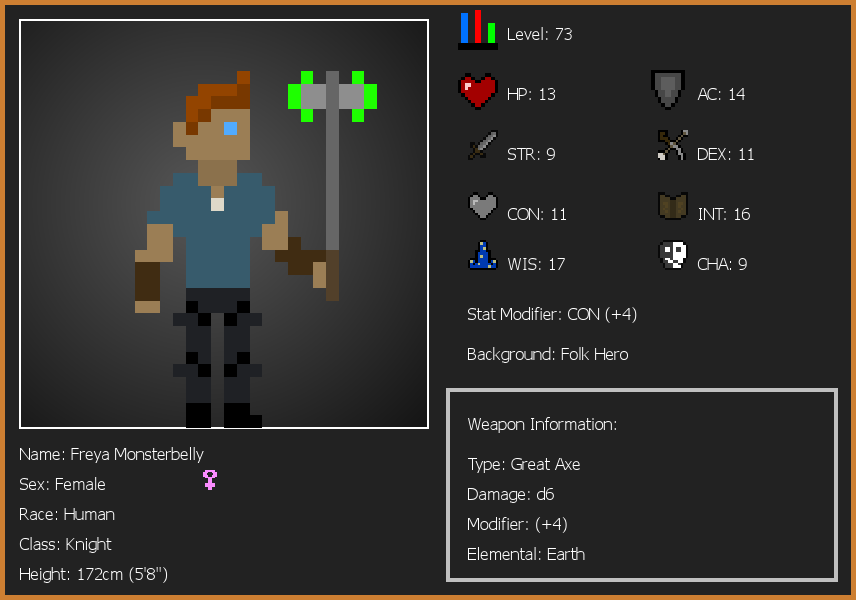 Level: 73
HP: 13
AC: 14
STR: 9
DEX: 11
CON: 11
INT: 16
WIS: 17
CHA: 9
Stat Modifier: CON (+4)
Background: Folk Hero
Weapon Information:
Type: Great Axe
Damage: d6
Modifier: (+4)
Elemental: Earth
Name: Freya Monsterbelly
Sex: Female
Race: Human
Class: Knight
Height: 172cm (5'8")